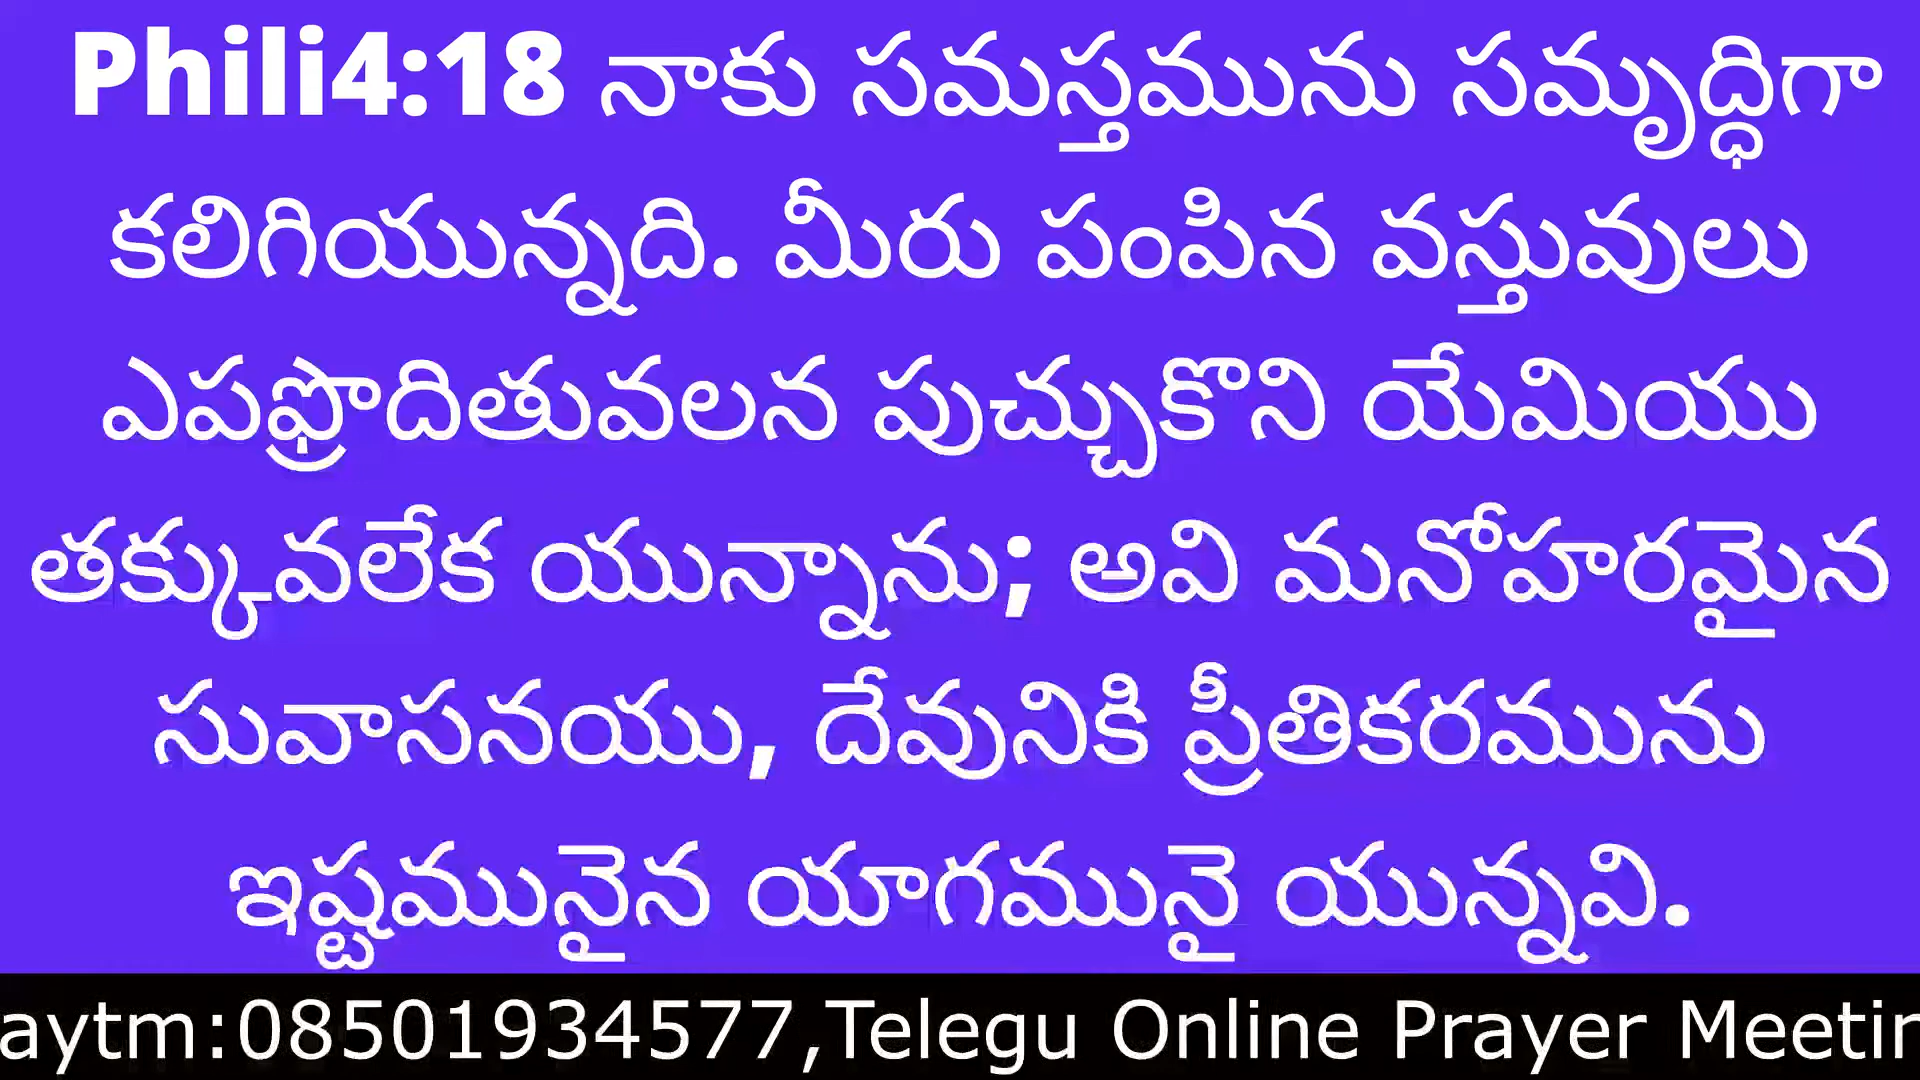 Phili4:18 నాకు సమస్తమును సమృద్ధిగా
కలిగియున్నది. మీరు పంపిన వస్తువులు
ఎపఫ్రొదితువలన పుచ్చుకొని యేమియు
తక్కువలేక యున్నాను; అవి మనోహరమైన
సువాసనయు, దేవునికి ప్రీతికరమును
ఇష్టమునైన యాగమునై యున్నవి.
aytm:08501934577,Telegu Online Prayer Meetin